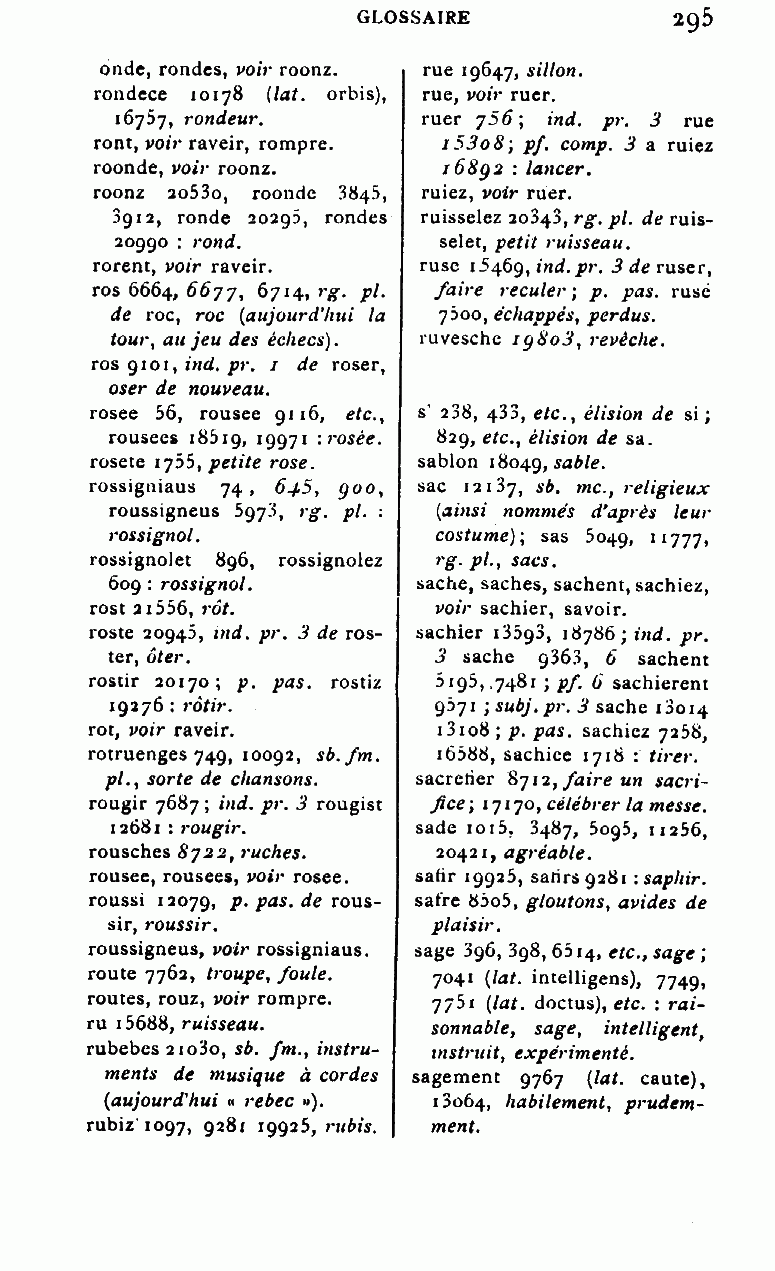 GLOSSAIRE 295
onde, rondes, voir roonz.
rondece 10178 (lat. orbis),
16757, rondeur.
ront, voir raveir, rompre.
roonde, voir roonz.
roonz 20530, roonde 3845,
3912, ronde 20295, rondes
20990 : rond.
rorent, voir raveir.
ros 6664, 6677, 6714, rg. pl.
de roc, roc (aujourd'hui la
tour, au jeu des échecs).
ros 9101, ind. pr. 1 de roser,
oser de nouveau.
rosee 56, rousee 9116, etc.,
rousees 18519, 19971 : rosée.
rosete 1755, petite rose.
rossigniaus 74, 645, 900,
roussigneus 5973, rg. pl. :
rossignol.
rossignolet 896, rossignolez
609 : rossignol.
rost 21556, rôt.
roste 20945, ind. pr. 3 de ros-
ter, ôter.
rostir 20170 ; p. pas. rostiz
19276 : rôtir.
rot, voir raveir.
rotruenges 749, 10092, sb. fm.
pl., sorte de chansons.
rougir 7687 ; ind. pr. 3 rougist
12681 : rougir.
rousches 8722, ruches.
rousee, rousees, voir rosee.
roussi 12079, p. pas. de rous-
sir, roussir.
roussigneus, voir rossigniaus.
route 7762, troupe, foule.
routes, rouz, voir rompre.
ru 15688, ruisseau.
rubebes 21030, sb. fm., instru-
ments de musique à cordes
(aujourd'hui « rebec »).
rubiz 1097, 9281 19925, rubis.
rue 19647, sillon.
rue, voir ruer.
ruer 756 ; ind. pr. 3 rue
15308 ; pf. comp. 3 a ruiez
16892 : lancer.
ruiez, voir ruer.
ruisselez 20343, rg. pl. de ruis-
selet, petit ruisseau.
ruse 15469, ind. pr. 3 de ruser,
faire reculer ; p. pas. rusé
7500, échappés, perdus.
ruvesche 19803, revêche.
s' 238, 433, etc., élision de si ;
829, etc., élision de sa.
sablon 18049, sable.
sac 12137, sb. mc., religieux
(ainsi nommés d'après leur
costume) ; sas 5049, 11777,
rg. pl., sacs.
sache, saches, sachent, sachiez,
voir sachier, savoir.
sachier 13593, 18786 ; ind. pr.
3 sache 9363, 6 sachent
5195, 7481 ; pf. 6 sachierent
9571 ; subj. pr. 3 sache 13014
13108 ; p. pas. sachiez 7258,
16588, sachiee 1718 : tirer.
sacrefier 8712, faire un sacri-
fice ; 17170, célébrer la messe.
sade 1015, 3487, 5095, 11256,
20421, agréable.
safir 19925, safirs 9281 : saphir.
safre 8505, gloutons, avides de
plaisir.
sage 396, 398, 6514, etc., sage ;
7041 (lat. intelligens), 7749,
7751 (lat. doctus), etc. : rai-
sonnable, sage, intelligent,
instruit, expérimenté.
sagement 9767 (lat. caute),
13064, habilement, prudem-
ment.